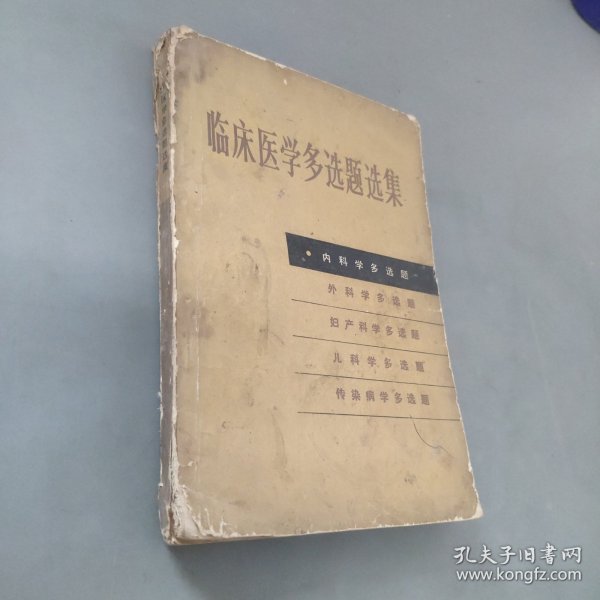 临床医学多选题选集
• 内科学多选题
外科学多选题
妇产科学多选题
儿科学多选题
传染病学多选题
孔夫子旧书网
www.kongfz.com